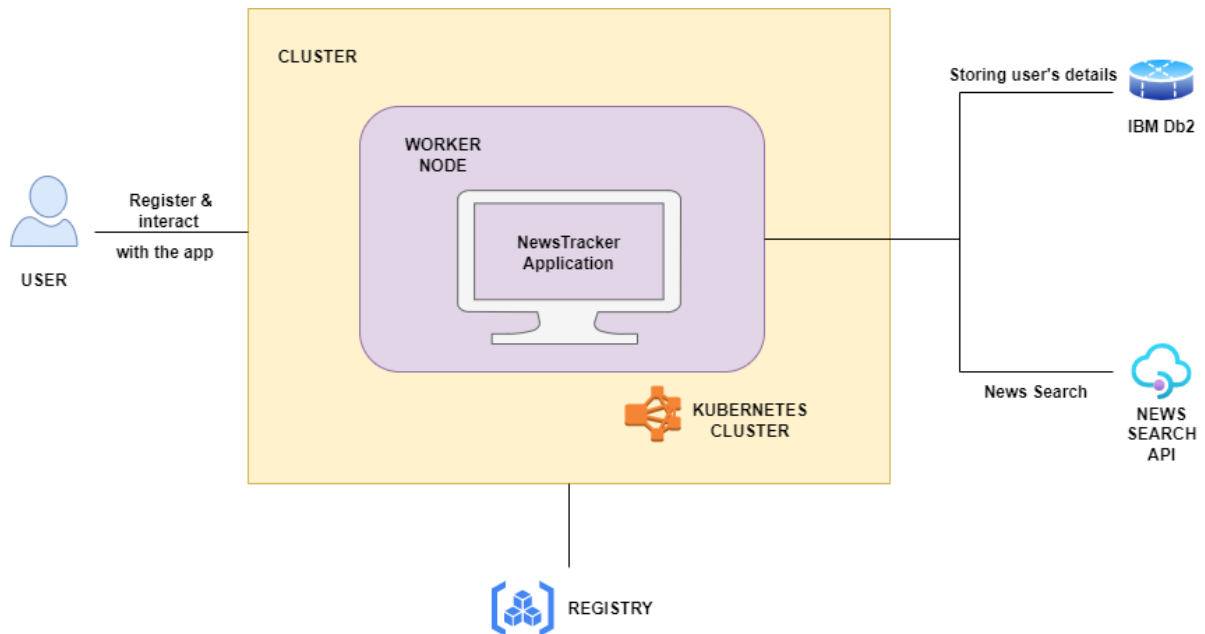 CLUSTER
WORKER
NODE
NewsTracker
Application
Register &
interact
with the app
USER
KUBERNETES
CLUSTER
REGISTRY
Storing user's details
IBM Db2
News Search
NEWS
SEARCH
API